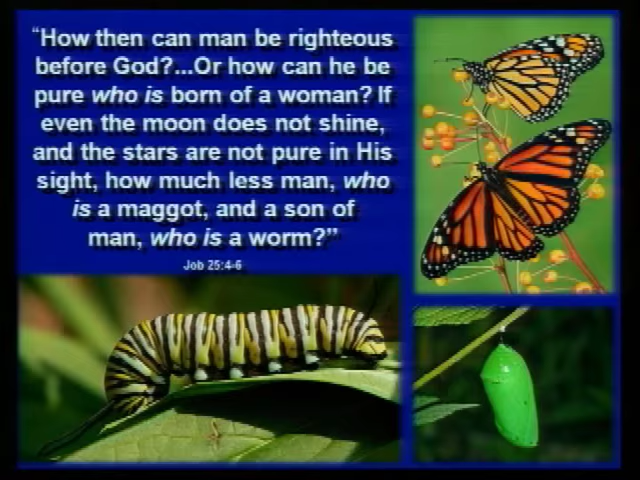 “How then can man be righteous
before God?...Or how can he be
pure who is born of a woman? If
even the moon does not shine,
and the stars are not pure in His
sight, how much less man, who
is a maggot, and a son of
man, who is a worm?”
Job 25:4-6